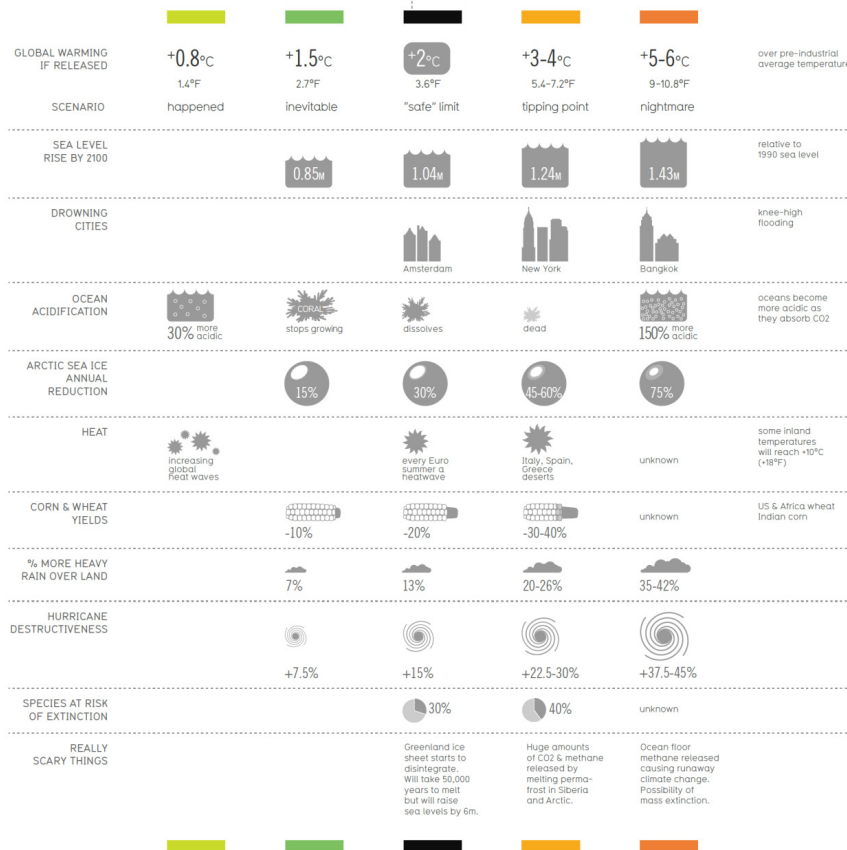 GLOBAL WARMING
IF RELEASED
+0.8°C
+1.5°C
+2°C
+3-4°C
+5-6°C
over pre-industrial
average temperature
1.4°F
2.7°F
3.6°F
5.4-7.2°F
9-10.8°F
SCENARIO
happened
inevitable
"safe" limit
tipping point
nightmare
SEA LEVEL
RISE BY 2100
0.85M
1.04M
1.24M
1.43M
relative to
1990 sea level
DROWNING
CITIES
Amsterdam
New York
Bangkok
knee-high
flooding
OCEAN
ACIDIFICATION
30% more
acidic
CORAL
stops growing
dissolves
dead
150% more
acidic
oceans become
more acidic as
they absorb CO2
ARCTIC SEA ICE
ANNUAL
REDUCTION
15%
30%
45-60%
75%
HEAT
increasing
global
heat waves
every Euro
summer a
heatwave
Italy, Spain,
Greece
deserts
unknown
some inland
temperatures
will reach +10°C
(+18°F)
CORN & WHEAT
YIELDS
-10%
-20%
-30-40%
unknown
US & Africa wheat
Indian corn
% MORE HEAVY
RAIN OVER LAND
7%
13%
20-26%
35-42%
HURRICANE
DESTRUCTIVENESS
+7.5%
+15%
+22.5-30%
+37.5-45%
SPECIES AT RISK
OF EXTINCTION
30%
40%
unknown
REALLY
SCARY THINGS
Greenland ice
sheet starts to
disintegrate.
Will take 50,000
years to melt
but will raise
sea levels by 6m.
Huge amounts
of CO2 & methane
released by
melting perma-
frost in Siberia
and Arctic.
Ocean floor
methane released
causing runaway
climate change.
Possibility of
mass extinction.